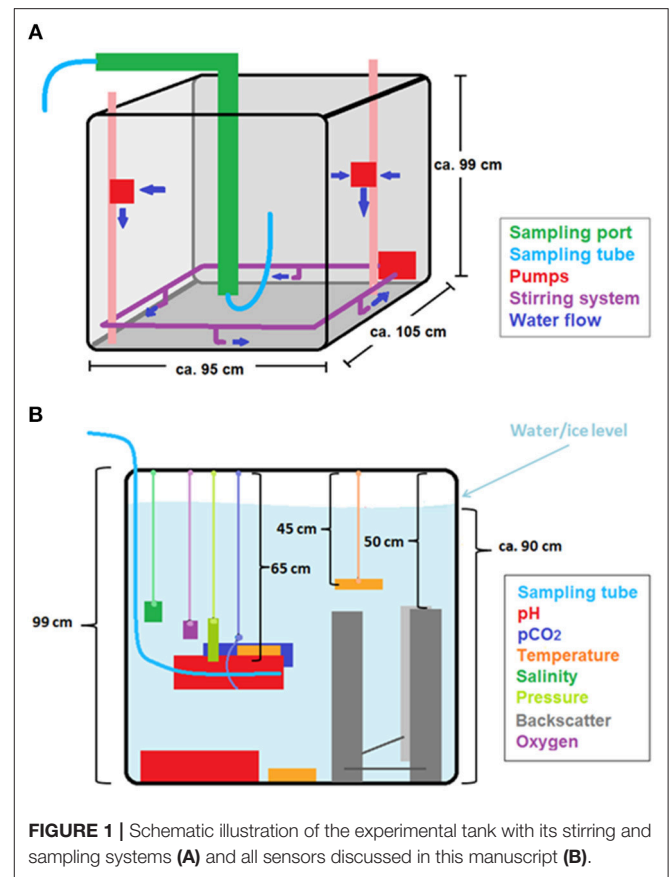 A
ca. 99 cm
Sampling port
Sampling tube
Pumps
Stirring system
Water flow
ca. 105 cm
ca. 95 cm
B
Water/ice level
45 cm
50 cm
ca. 90 cm
65 cm
99 cm
Sampling tube
pH
pCO2
Temperature
Salinity
Pressure
Backscatter
Oxygen
FIGURE 1 | Schematic illustration of the experimental tank with its stirring and
sampling systems (A) and all sensors discussed in this manuscript (B).